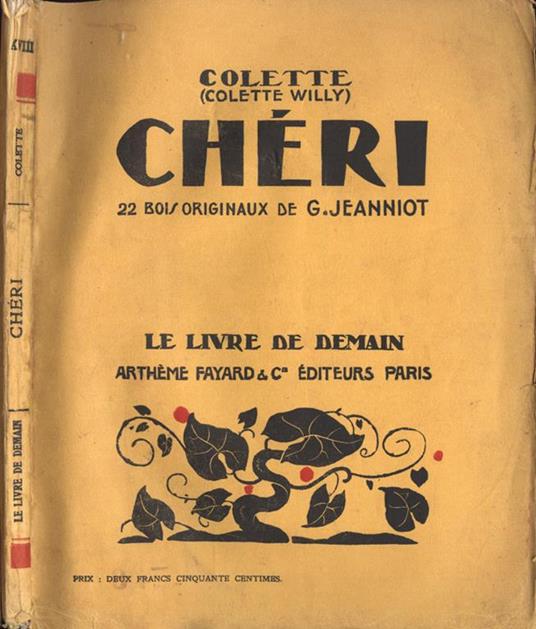 XVIII
COLETTE
CHÉRI
LE LIVRE DE DEMAIN
COLETTE
(COLETTE WILLY)
CHÉRI
22 BOIS ORIGINAUX DE G. JEANNIOT
LE LIVRE DE DEMAIN
ARTHÈME FAYARD & Cie ÉDITEURS PARIS
PRIX : DEUX FRANCS CINQUANTE CENTIMES.